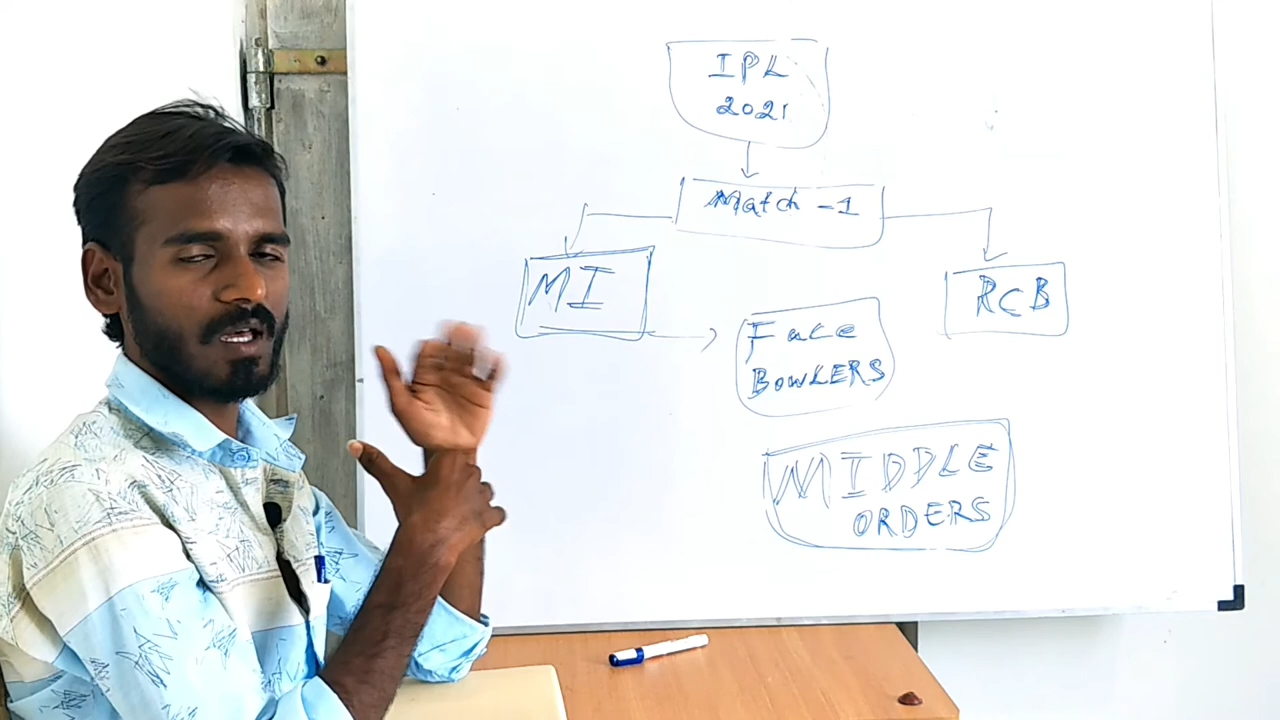 IPL
2021
Match -1
MI
RCB
Face
BOWLERS
MIDDLE
ORDERS